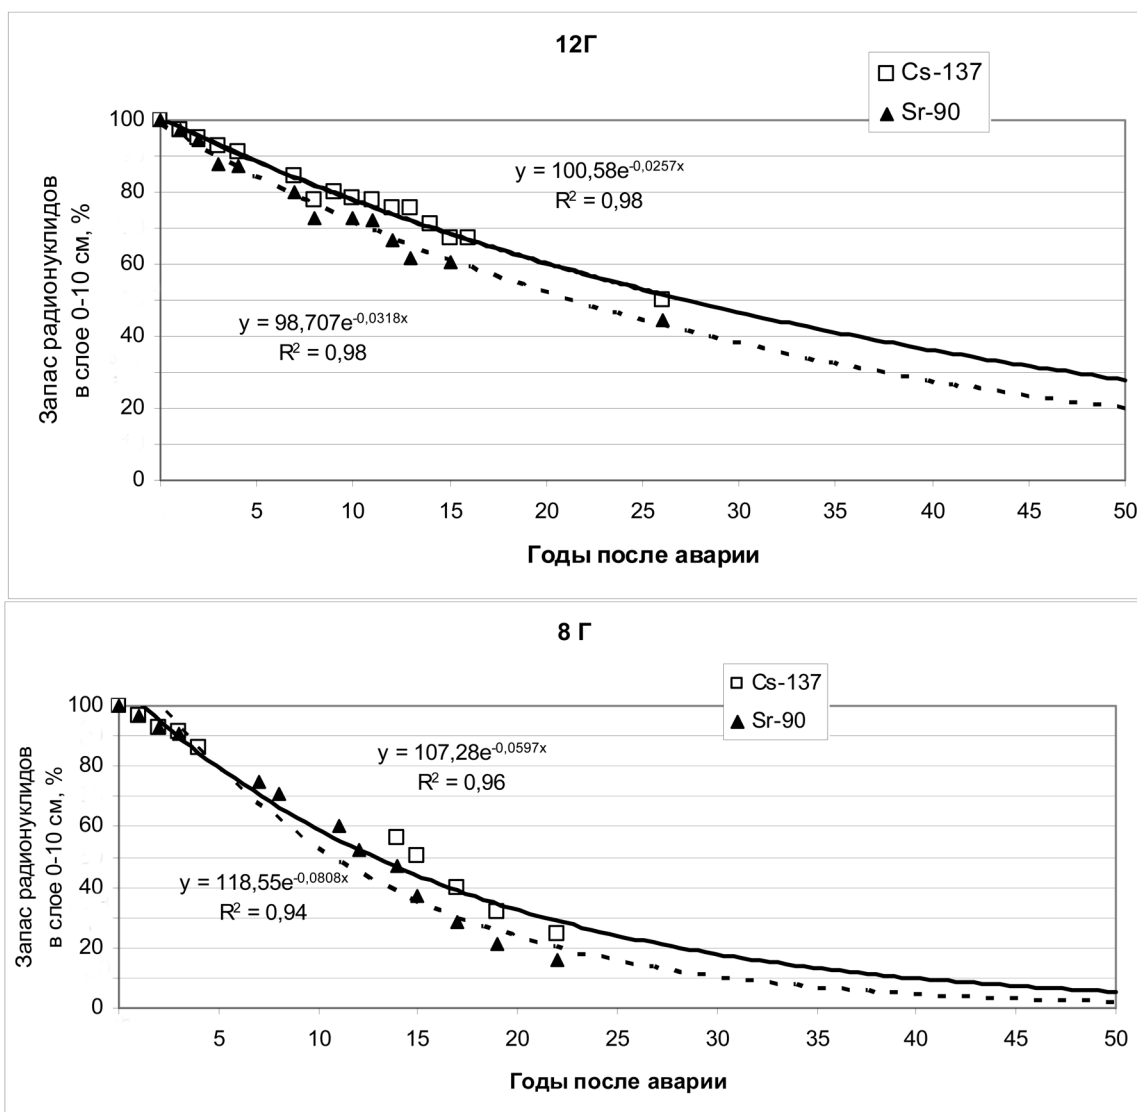 12Г
Cs-137
Sr-90
Запас радионуклидов
в слое 0-10 см, %
100
80
60
40
20
0
y = 100,58e^-0,0257x
R² = 0,98
y = 98,707e^-0,0318x
R² = 0,98
5 10 15 20 25 30 35 40 45 50
Годы после аварии
8 Г
Cs-137
Sr-90
Запас радионуклидов
в слое 0-10 см, %
100
80
60
40
20
0
y = 107,28e^-0,0597x
R² = 0,96
y = 118,55e^-0,0808x
R² = 0,94
5 10 15 20 25 30 35 40 45 50
Годы после аварии